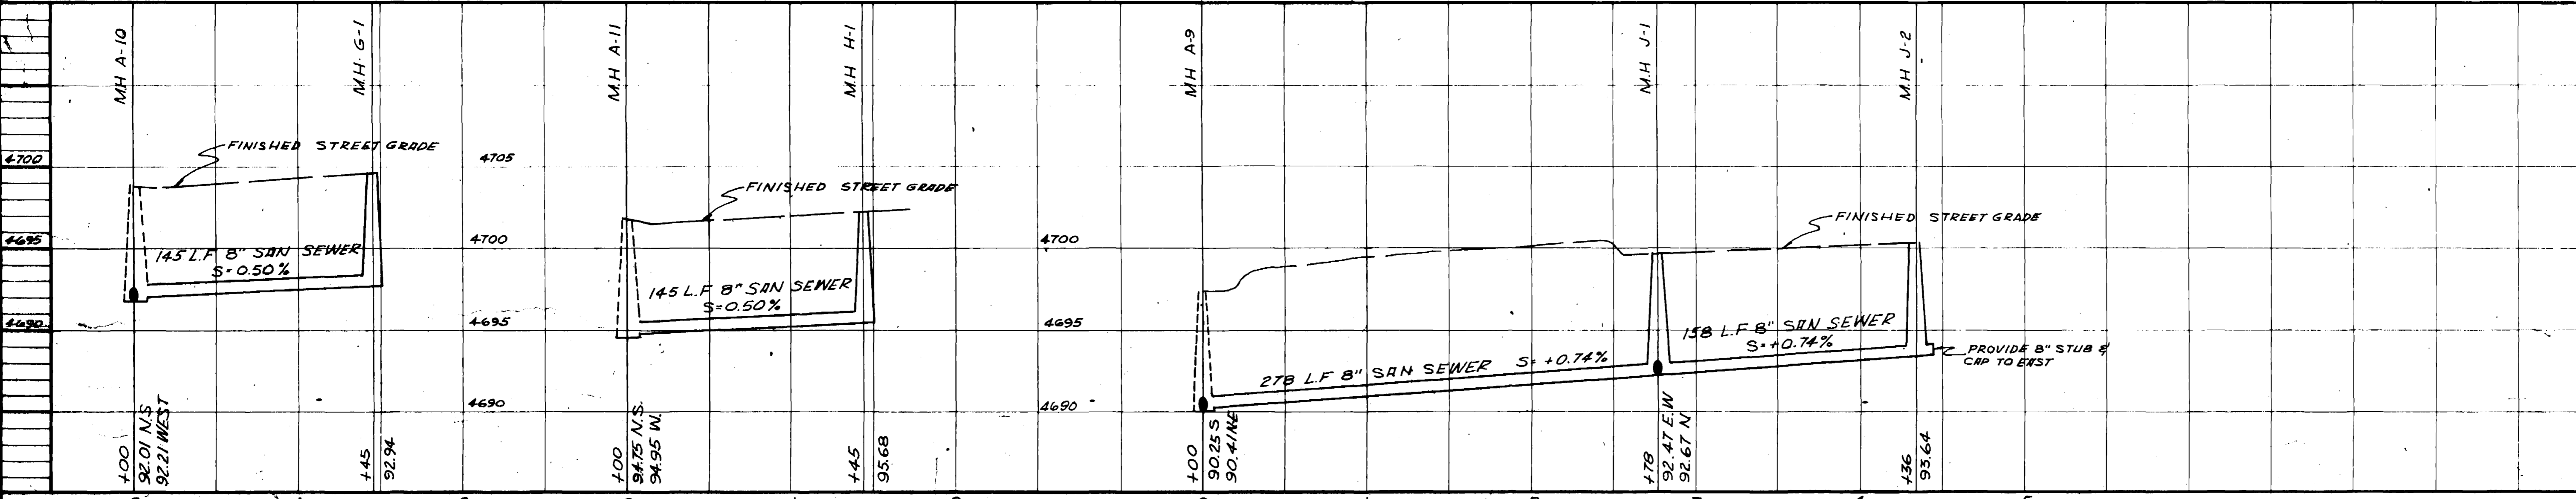 MH A-10
M.H. G-1
M.H A-11
M.H H-1
MH A-9
M.H J-1
M.H J-2
4700
4695
4690
FINISHED STREET GRADE
145 L.F 8" SAN SEWER
S=0.50%
+00
92.01 N.S
92.21 WEST
+45
92.94
4705
4700
4695
4690
FINISHED STREET GRADE
145 L.F 8" SAN SEWER
S=0.50%
+00
94.75 N.S.
94.95 W.
+45
95.68
4700
4695
4690
FINISHED STREET GRADE
278 L.F 8" SAN SEWER S= +0.74%
158 L.F 8" SAN SEWER
S=+0.74%
PROVIDE 8" STUB &
CAP TO EAST
+00
90.25 S
90.41
+78
92.47 E.W
92.67 N
+36
93.64